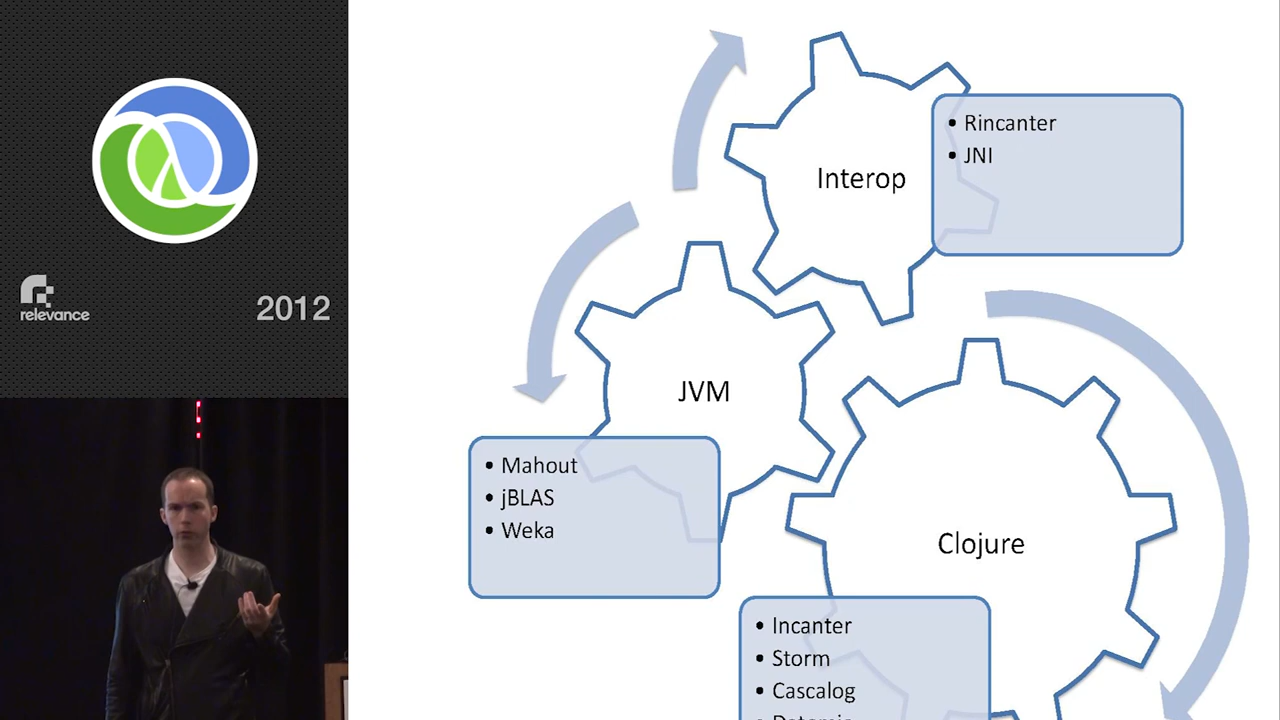 relevance
2012
Interop
• Rincanter
• JNI
JVM
• Mahout
• jBLAS
• Weka
Clojure
• Incanter
• Storm
• Cascalog